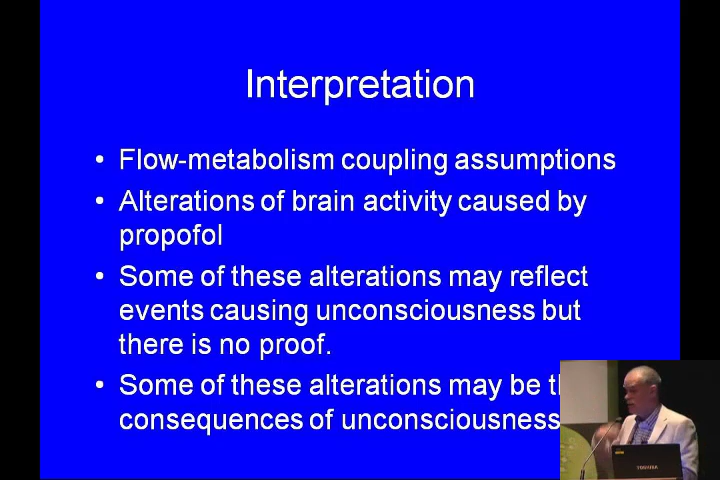 Interpretation
• Flow-metabolism coupling assumptions
• Alterations of brain activity caused by
propofol
• Some of these alterations may reflect
events causing unconsciousness but
there is no proof.
• Some of these alterations may be
consequences of unconsciousness
TOSHIBA